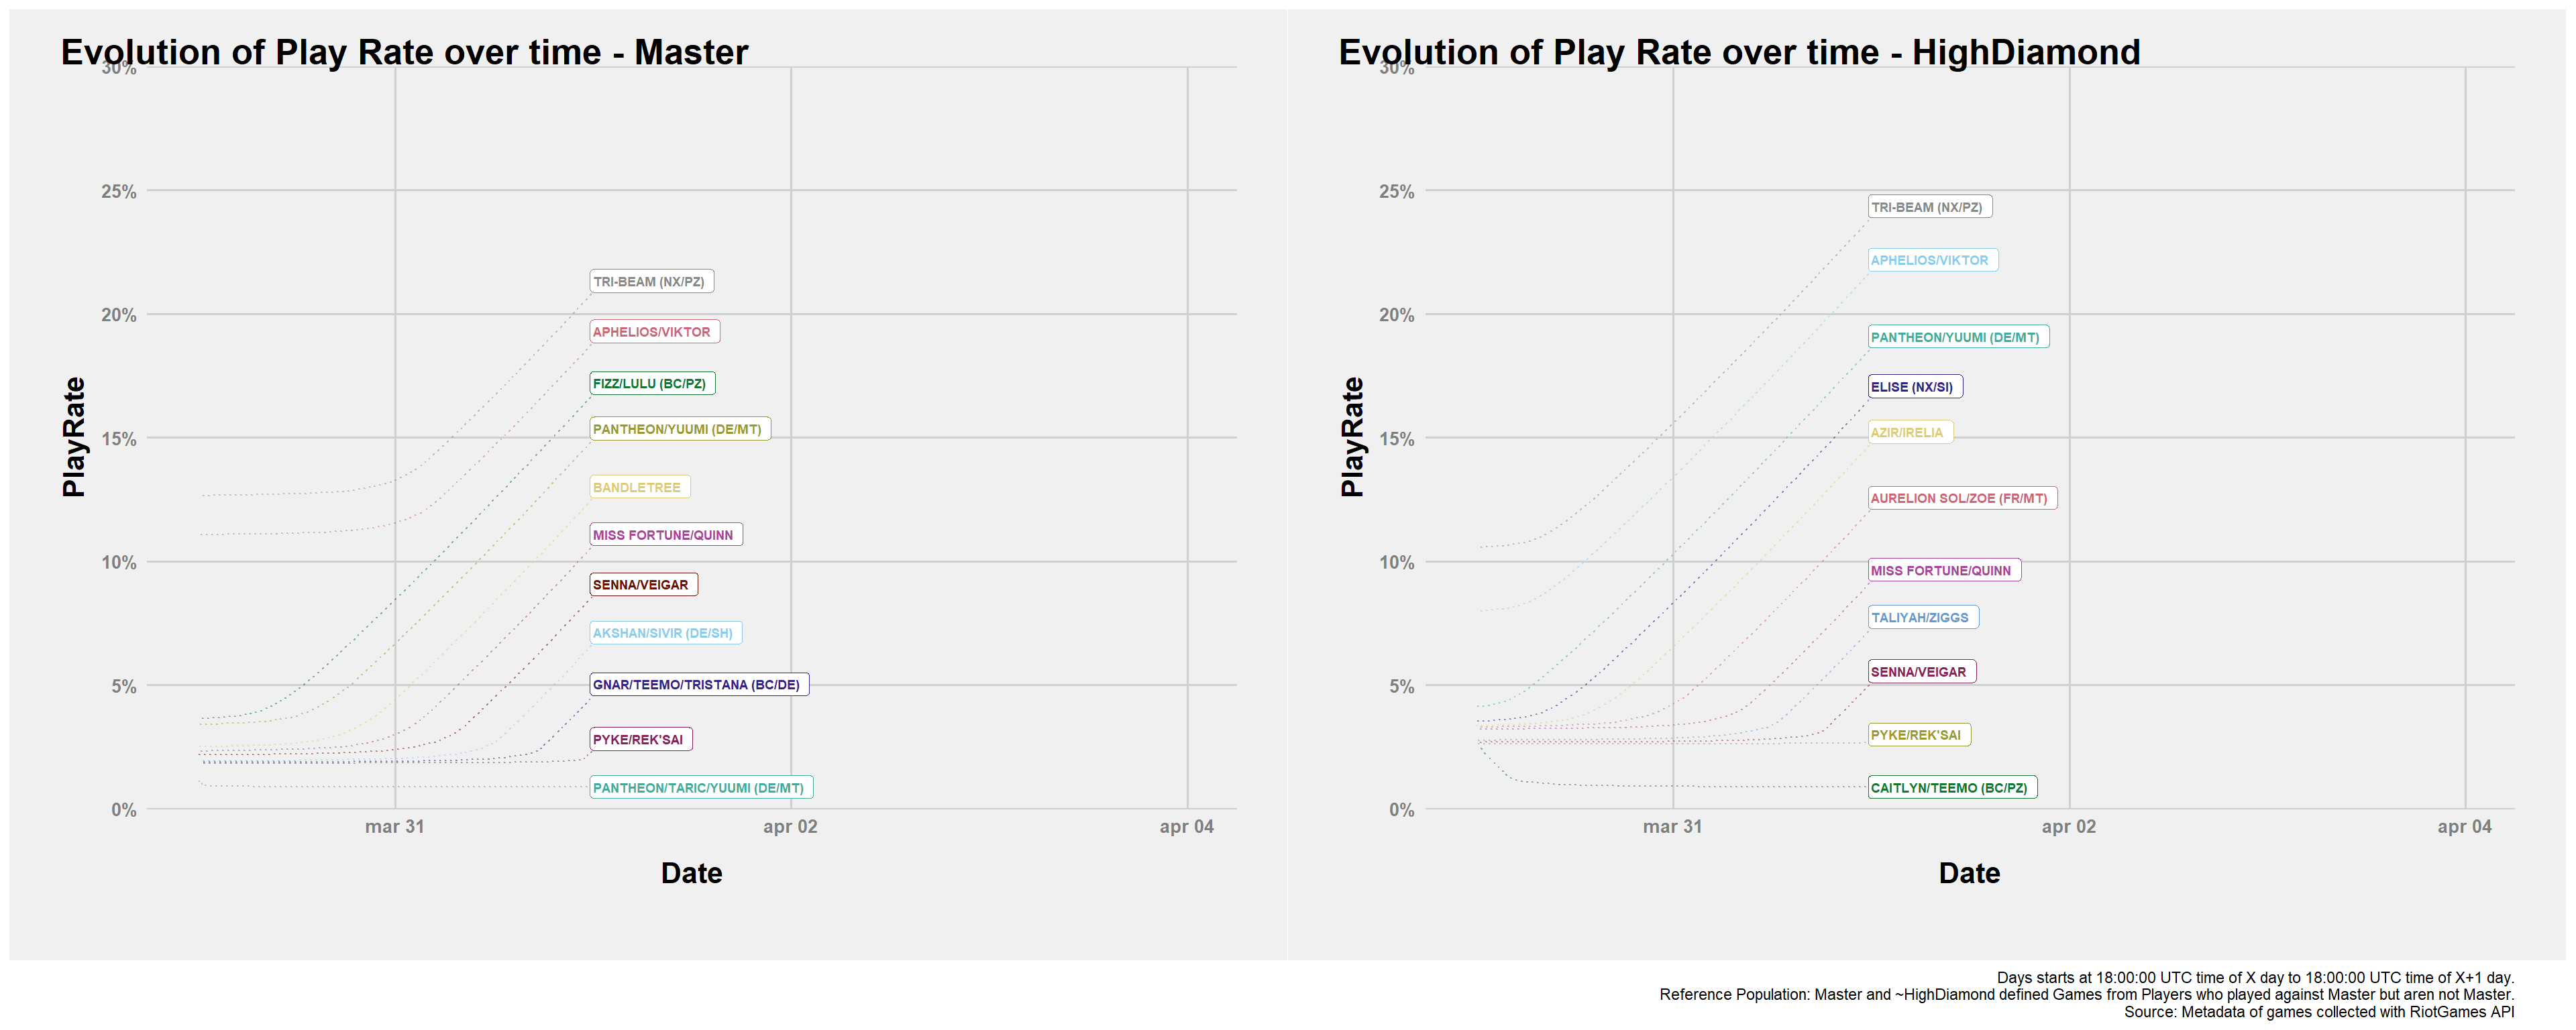 Evolution of Play Rate over time - Master
30%
25%
20%
15%
10%
5%
0%
PlayRate
TRI-BEAM (NX/PZ)
APHELIOS/VIKTOR
FIZZ/LULU (BC/PZ)
PANTHEON/YUUMI (DE/MT)
BANDLETREE
MISS FORTUNE/QUINN
SENNA/VEIGAR
AKSHAN/SIVIR (DE/SH)
GNAR/TEEMO/TRISTANA (BC/DE)
PYKE/REK'SAI
PANTHEON/TARIC/YUUMI (DE/MT)
mar 31
apr 02
apr 04
Date
Evolution of Play Rate over time - HighDiamond
30%
25%
20%
15%
10%
5%
0%
PlayRate
TRI-BEAM (NX/PZ)
APHELIOS/VIKTOR
PANTHEON/YUUMI (DE/MT)
ELISE (NX/SI)
AZIR/IRELIA
AURELION SOL/ZOE (FR/MT)
MISS FORTUNE/QUINN
TALIYAH/ZIGGS
SENNA/VEIGAR
PYKE/REK'SAI
CAITLYN/TEEMO (BC/PZ)
mar 31
apr 02
apr 04
Date
Days starts at 18:00:00 UTC time of X day to 18:00:00 UTC time of X+1 day.
Reference Population: Master and ~HighDiamond defined Games from Players who played against Master but aren not Master.
Source: Metadata of games collected with RiotGames API